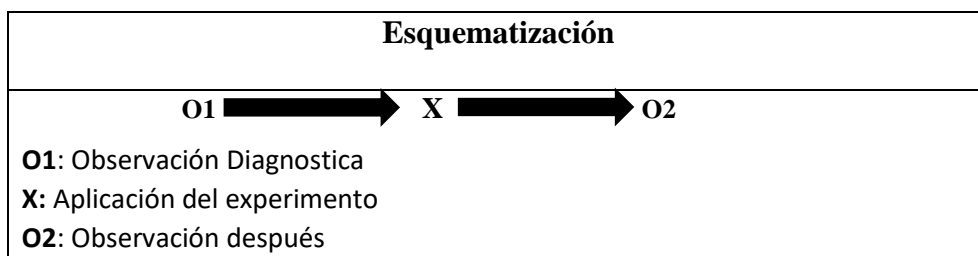 Esquematización
O1 X O2
O1: Observación Diagnostica
X: Aplicación del experimento
O2: Observación después